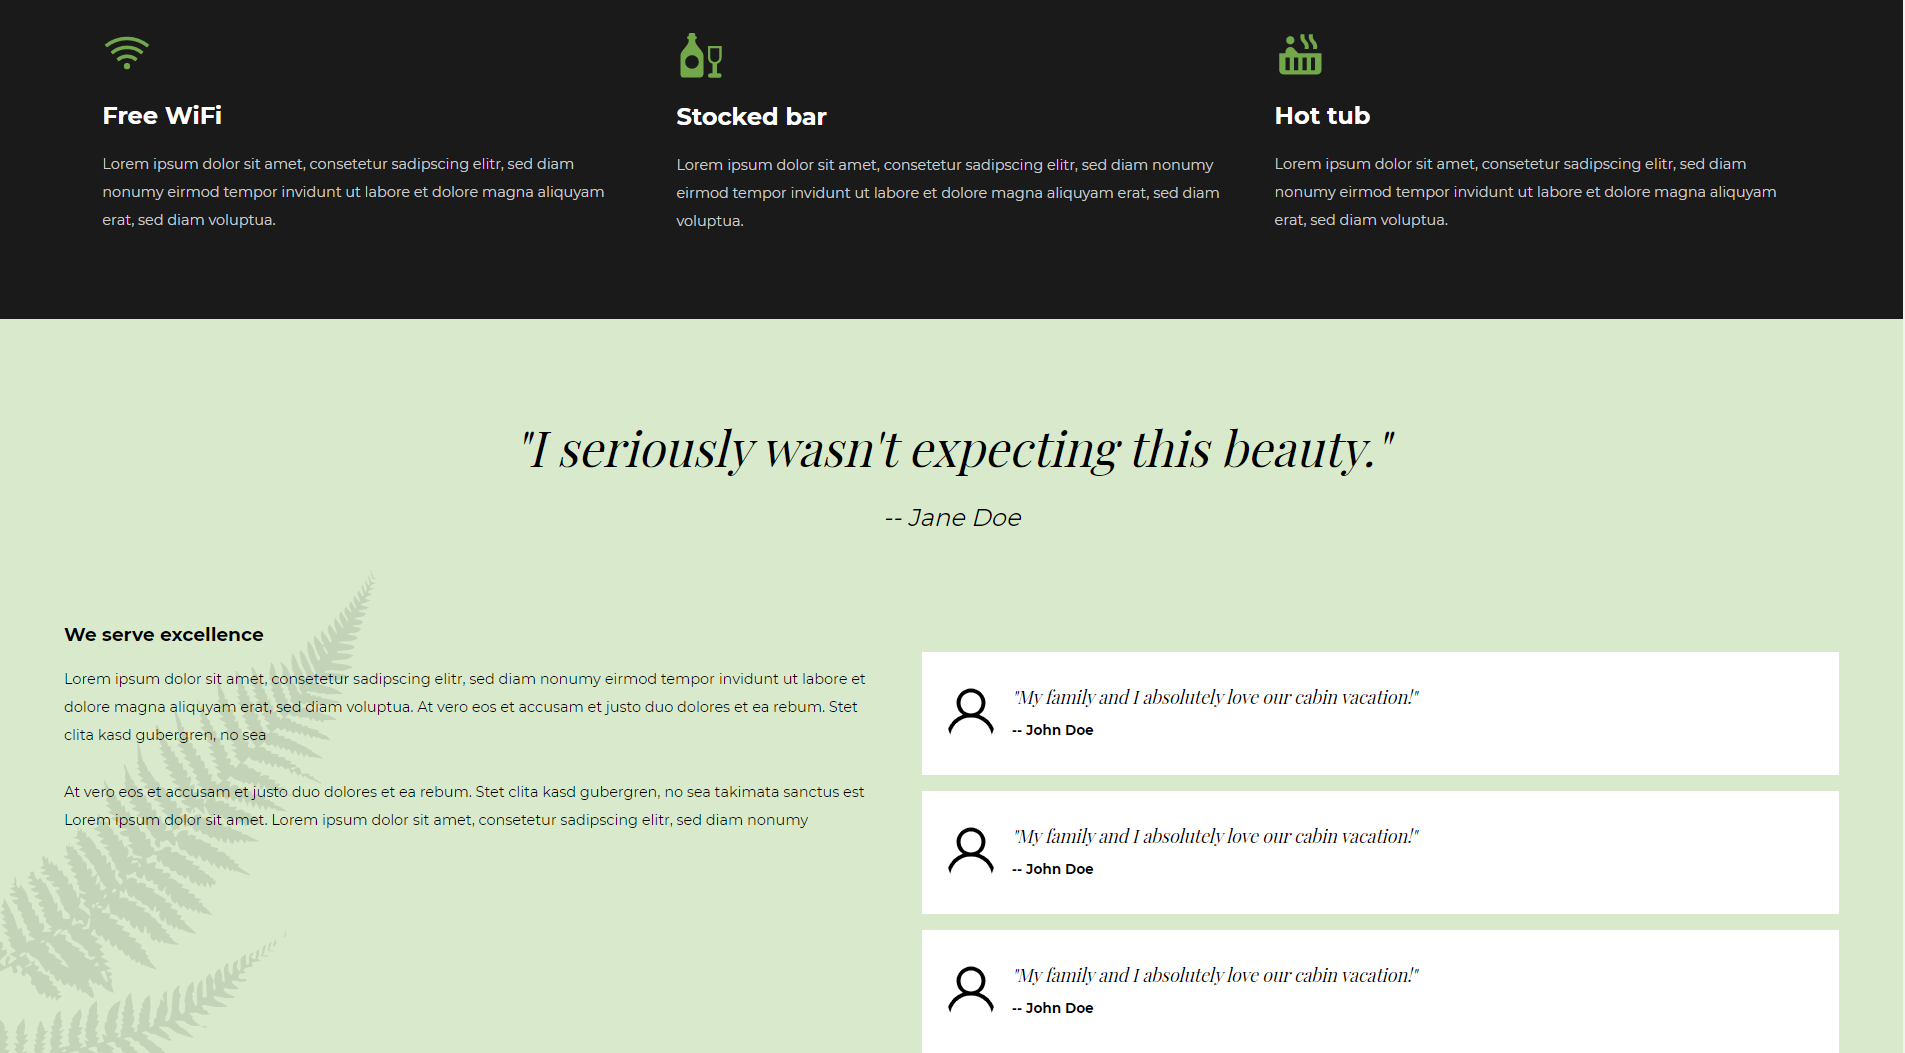 Free WiFi
Lorem ipsum dolor sit amet, consetetur sadipscing elitr, sed diam
nonumy eirmod tempor invidunt ut labore et dolore magna aliquyam
erat, sed diam voluptua.
Stocked bar
Lorem ipsum dolor sit amet, consetetur sadipscing elitr, sed diam nonumy
eirmod tempor invidunt ut labore et dolore magna aliquyam erat, sed diam
voluptua.
Hot tub
Lorem ipsum dolor sit amet, consetetur sadipscing elitr, sed diam
nonumy eirmod tempor invidunt ut labore et dolore magna aliquyam
erat, sed diam voluptua.
"I seriously wasn't expecting this beauty."
-- Jane Doe
We serve excellence
Lorem ipsum dolor sit amet, consetetur sadipscing elitr, sed diam nonumy eirmod tempor invidunt ut labore et
dolore magna aliquyam erat, sed diam voluptua. At vero eos et accusam et justo duo dolores et ea rebum. Stet
clita kasd gubergren, no sea
At vero eos et accusam et justo duo dolores et ea rebum. Stet clita kasd gubergren, no sea takimata sanctus est
Lorem ipsum dolor sit amet. Lorem ipsum dolor sit amet, consetetur sadipscing elitr, sed diam nonumy
"My family and I absolutely love our cabin vacation!"
-- John Doe
"My family and I absolutely love our cabin vacation!"
-- John Doe
"My family and I absolutely love our cabin vacation!"
-- John Doe